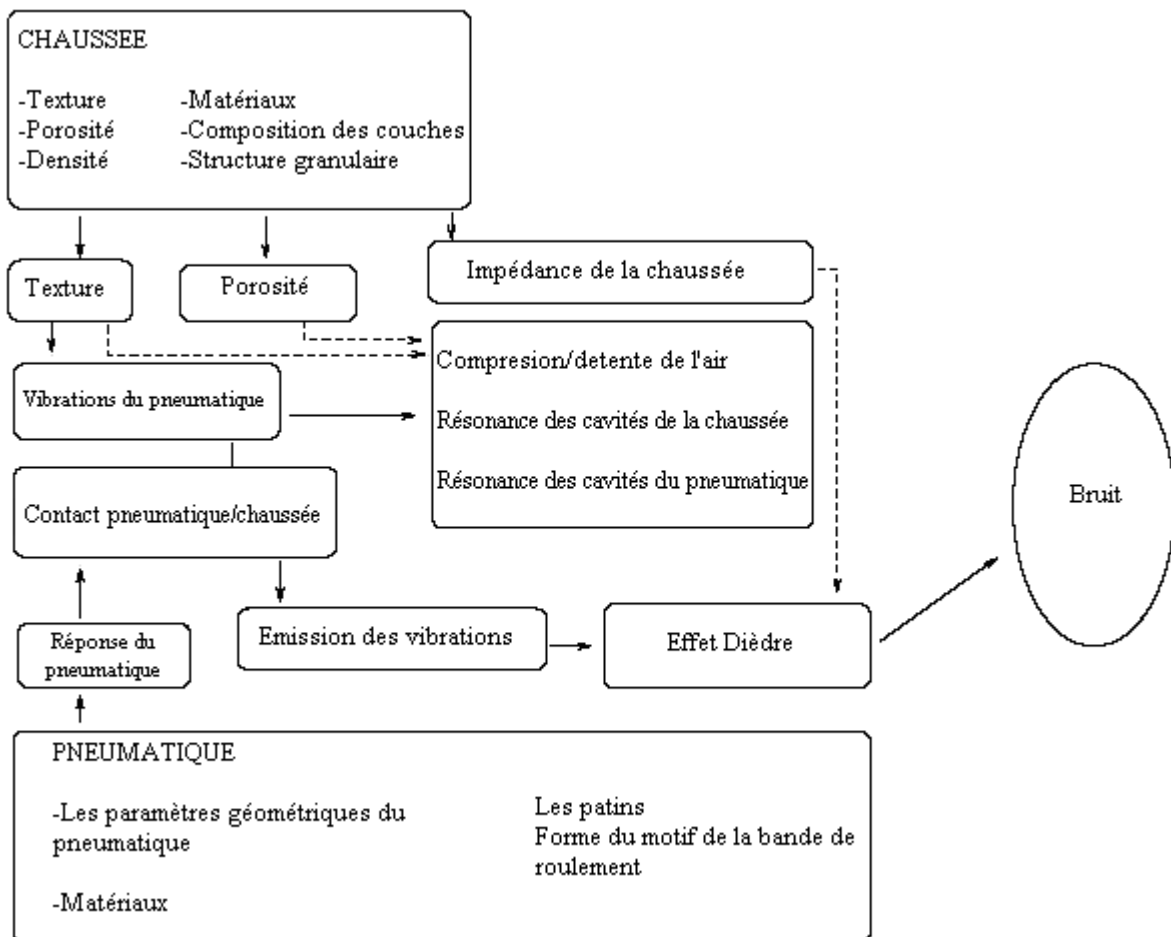 CHAUSSEE
-Texture
-Porosité
-Densité
-Matériaux
-Composition des couches
-Structure granulaire
Texture
Porosité
Impédance de la chaussée
Compresion/detente de l'air
Résonance des cavités de la chaussée
Résonance des cavités du pneumatique
Vibrations du pneumatique
Contact pneumatique/chaussée
Bruit
Réponse du
pneumatique
Emission des vibrations
Effet Dièdre
PNEUMATIQUE
-Les paramètres géométriques du
pneumatique
-Matériaux
Les patins
Forme du motif de la bande de
roulement